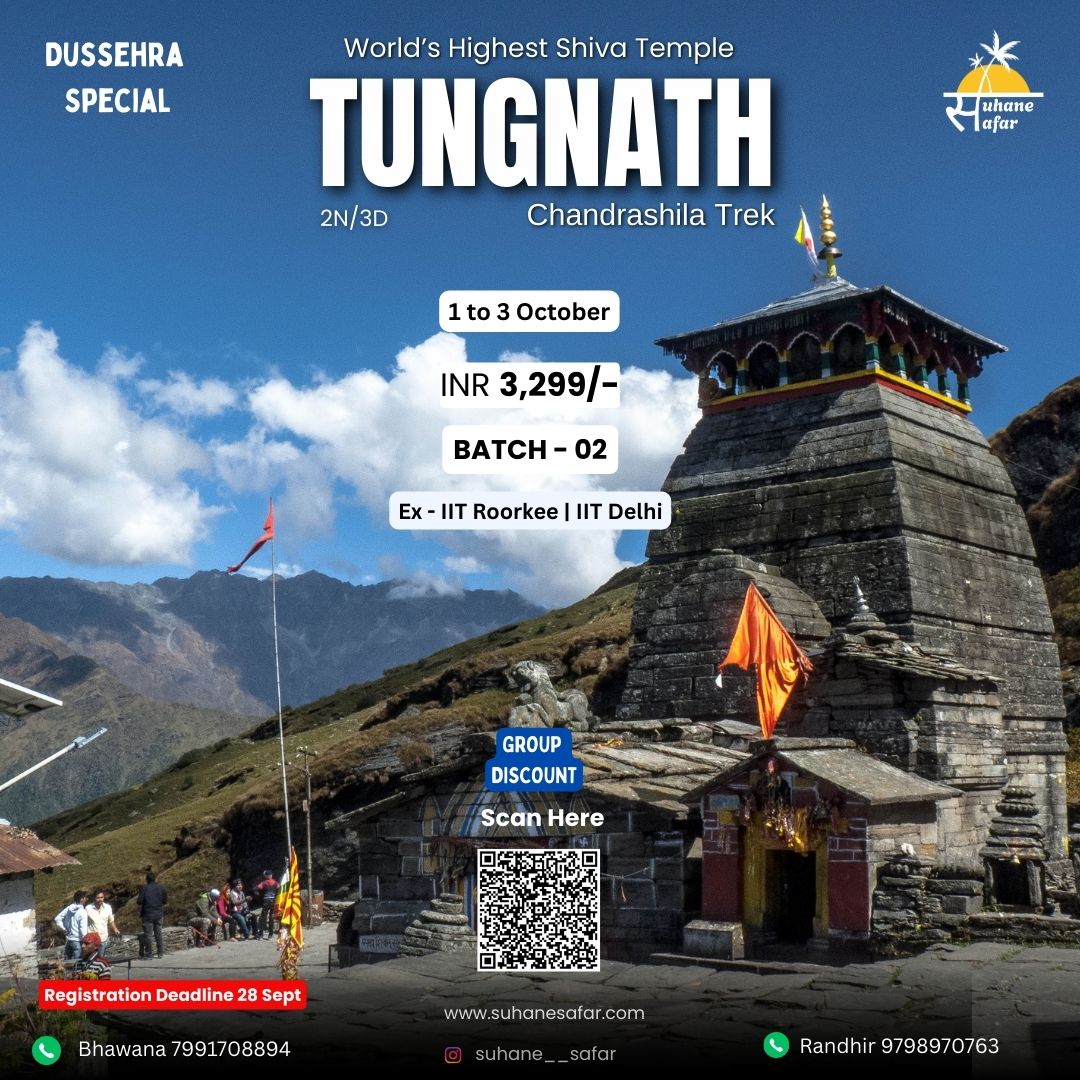 DUSSEHRA
SPECIAL
World's Highest Shiva Temple
TUNGNATH
2N/3D
Chandrashila Trek
सuhane
afar
1 to 3 October
INR 3,299/-
BATCH - 02
Ex - IIT Roorkee | IIT Delhi
GROUP
DISCOUNT
Scan Here
Registration Deadline 28 Sept
www.suhanesafar.com
Bhawana 7991708894
suhane__safar
Randhir 9798970763